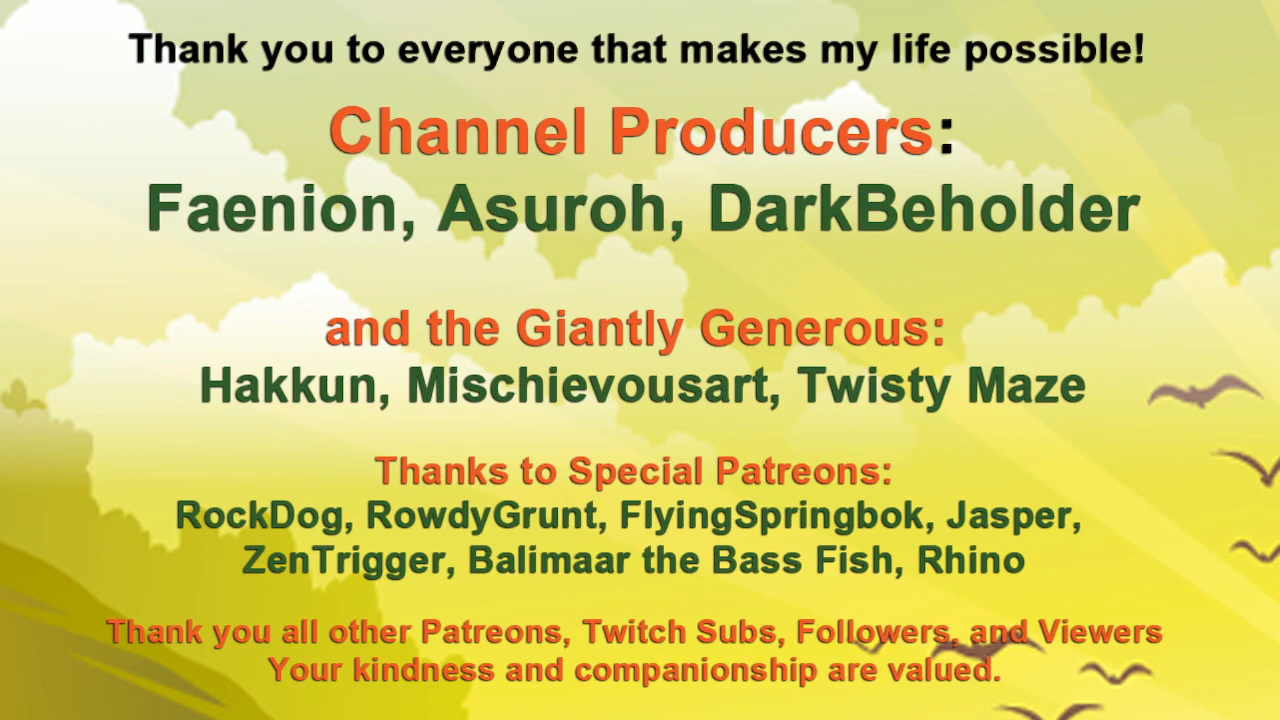 Thank you to everyone that makes my life possible!
Channel Producers:
Faenion, Asuroh, DarkBeholder
and the Giantly Generous:
Hakkun, Mischievousart, Twisty Maze
Thanks to Special Patreons:
RockDog, RowdyGrunt, FlyingSpringbok, Jasper,
ZenTrigger, Balimaar the Bass Fish, Rhino
Thank you all other Patreons, Twitch Subs, Followers, and Viewers
Your kindness and companionship are valued.